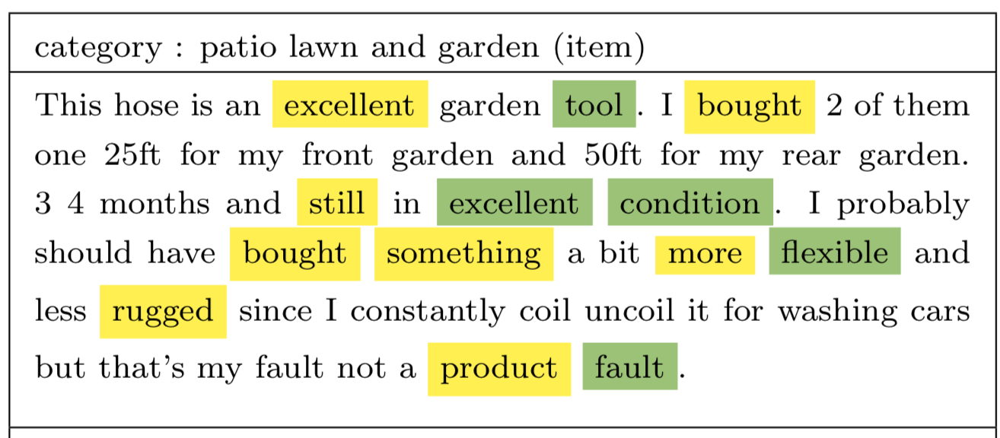 category : patio lawn and garden (item)
This hose is an excellent garden tool . I bought 2 of them
one 25ft for my front garden and 50ft for my rear garden.
3 4 months and still in excellent condition . I probably
should have bought something a bit more flexible and
less rugged since I constantly coil uncoil it for washing cars
but that's my fault not a product fault .